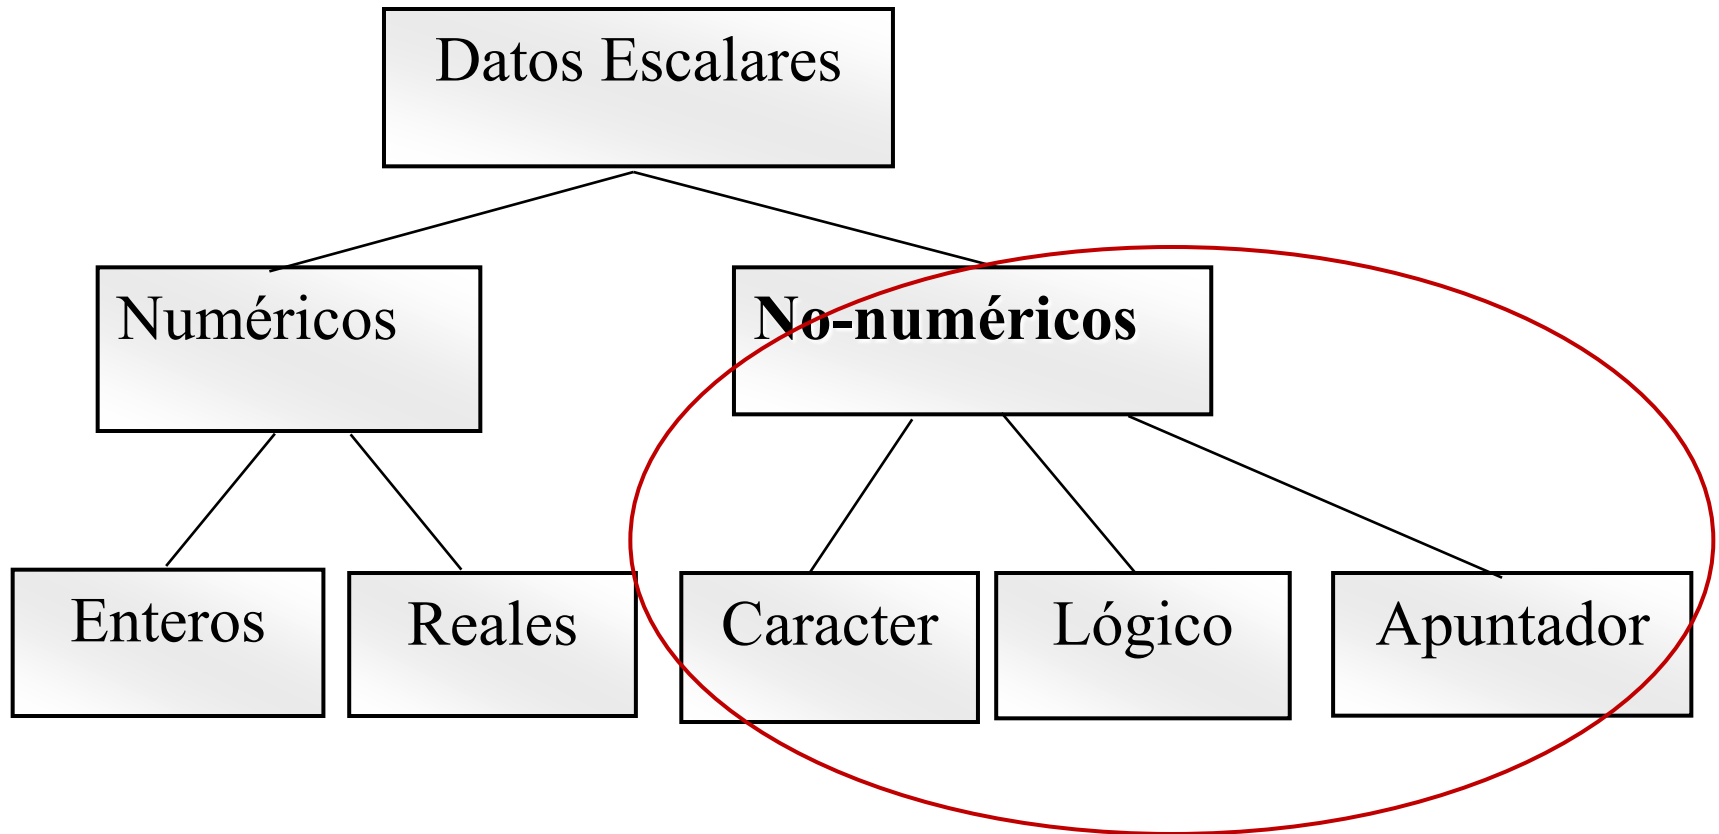 Datos Escalares
Numéricos
No-numéricos
Enteros
Reales
Caracter
Lógico
Apuntador